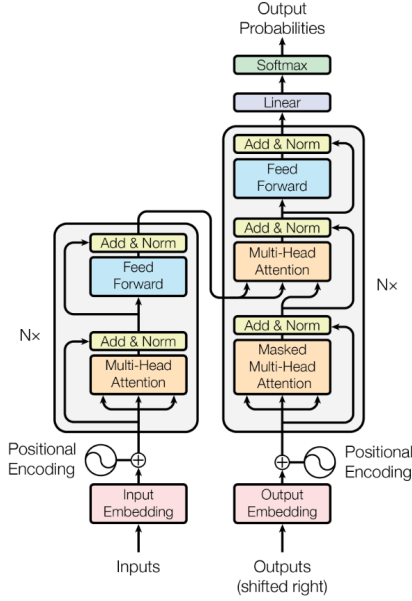 Output
Probabilities
Softmax
Linear
Add & Norm
Feed
Forward
Add & Norm
Multi-Head
Attention
Nx
Add & Norm
Masked
Multi-Head
Attention
Add & Norm
Feed
Forward
Nx
Add & Norm
Multi-Head
Attention
Positional
Encoding
Positional
Encoding
Input
Embedding
Output
Embedding
Inputs
Outputs
(shifted right)